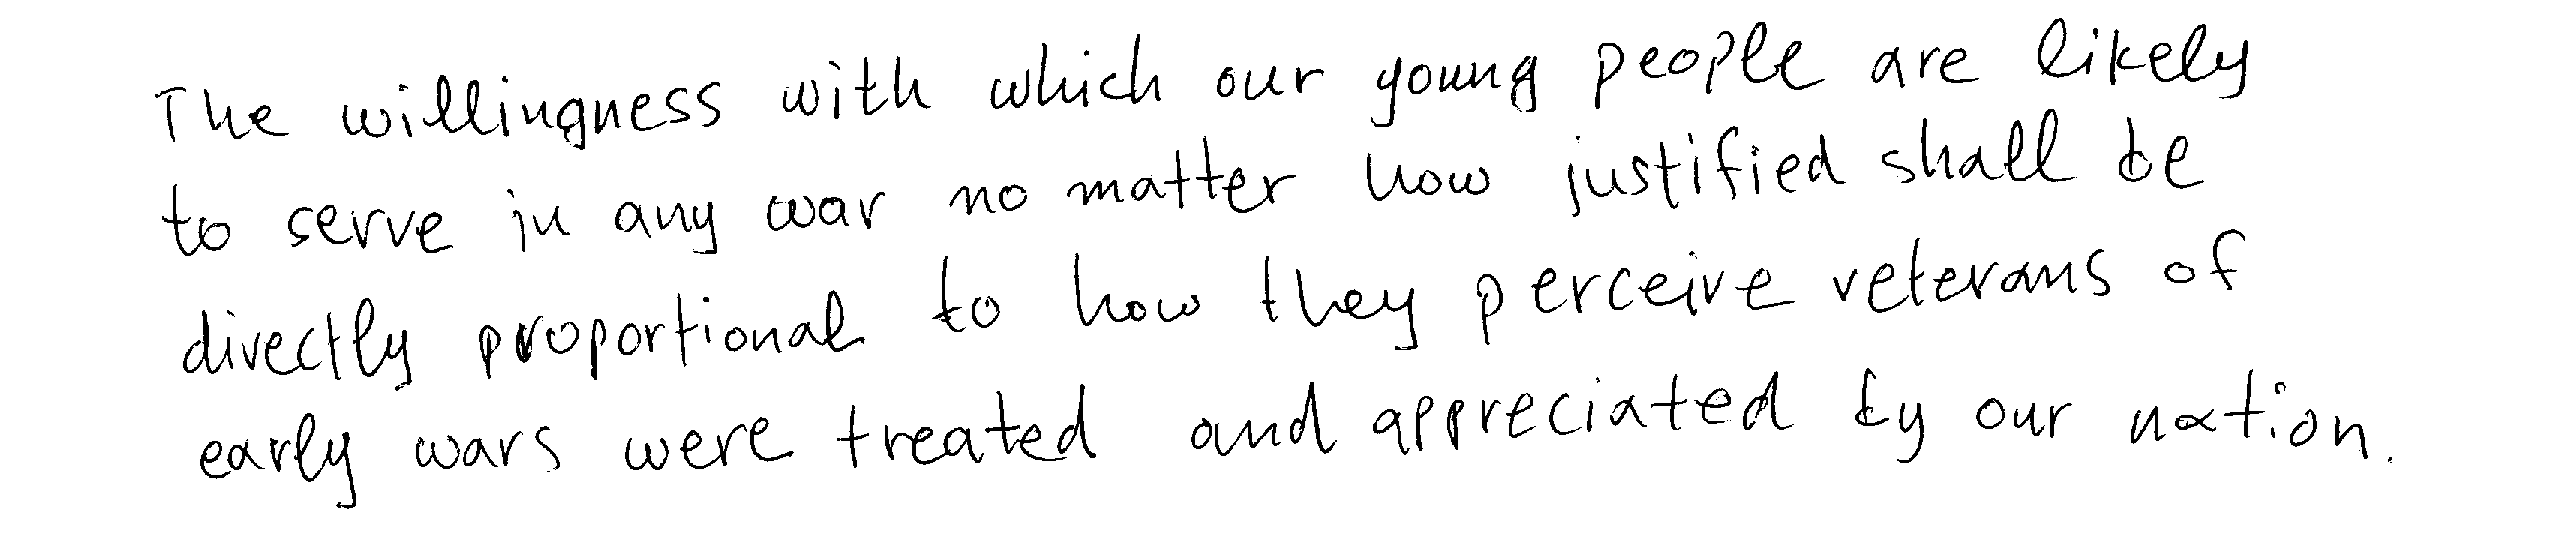 The willingness with which our young people are likely
to serve in any war no matter how justified shall be
directly proportional to how they perceive veterans of
early wars were treated and appreciated by our nation.